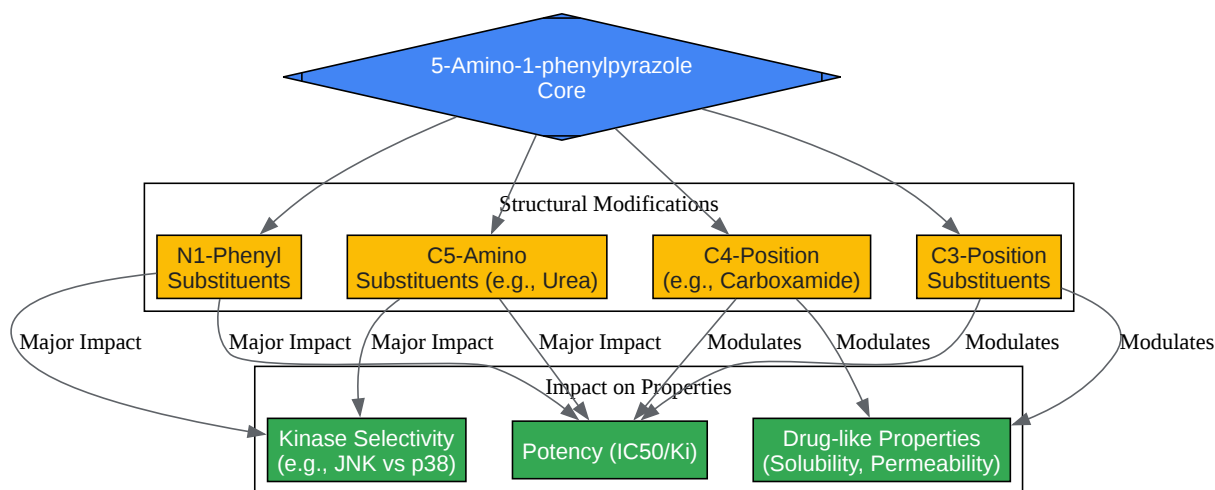 5-Amino-1-phenylpyrazole
Core
Structural Modifications
N1-Phenyl
Substituents
C5-Amino
Substituents (e.g., Urea)
C4-Position
(e.g., Carboxamide)
C3-Position
Substituents
Major Impact
Major Impact
Major Impact
Major Impact
Modulates
Modulates
Modulates
Modulates
Impact on Properties
Kinase Selectivity
(e.g., JNK vs p38)
Potency (IC50/Ki)
Drug-like Properties
(Solubility, Permeability)